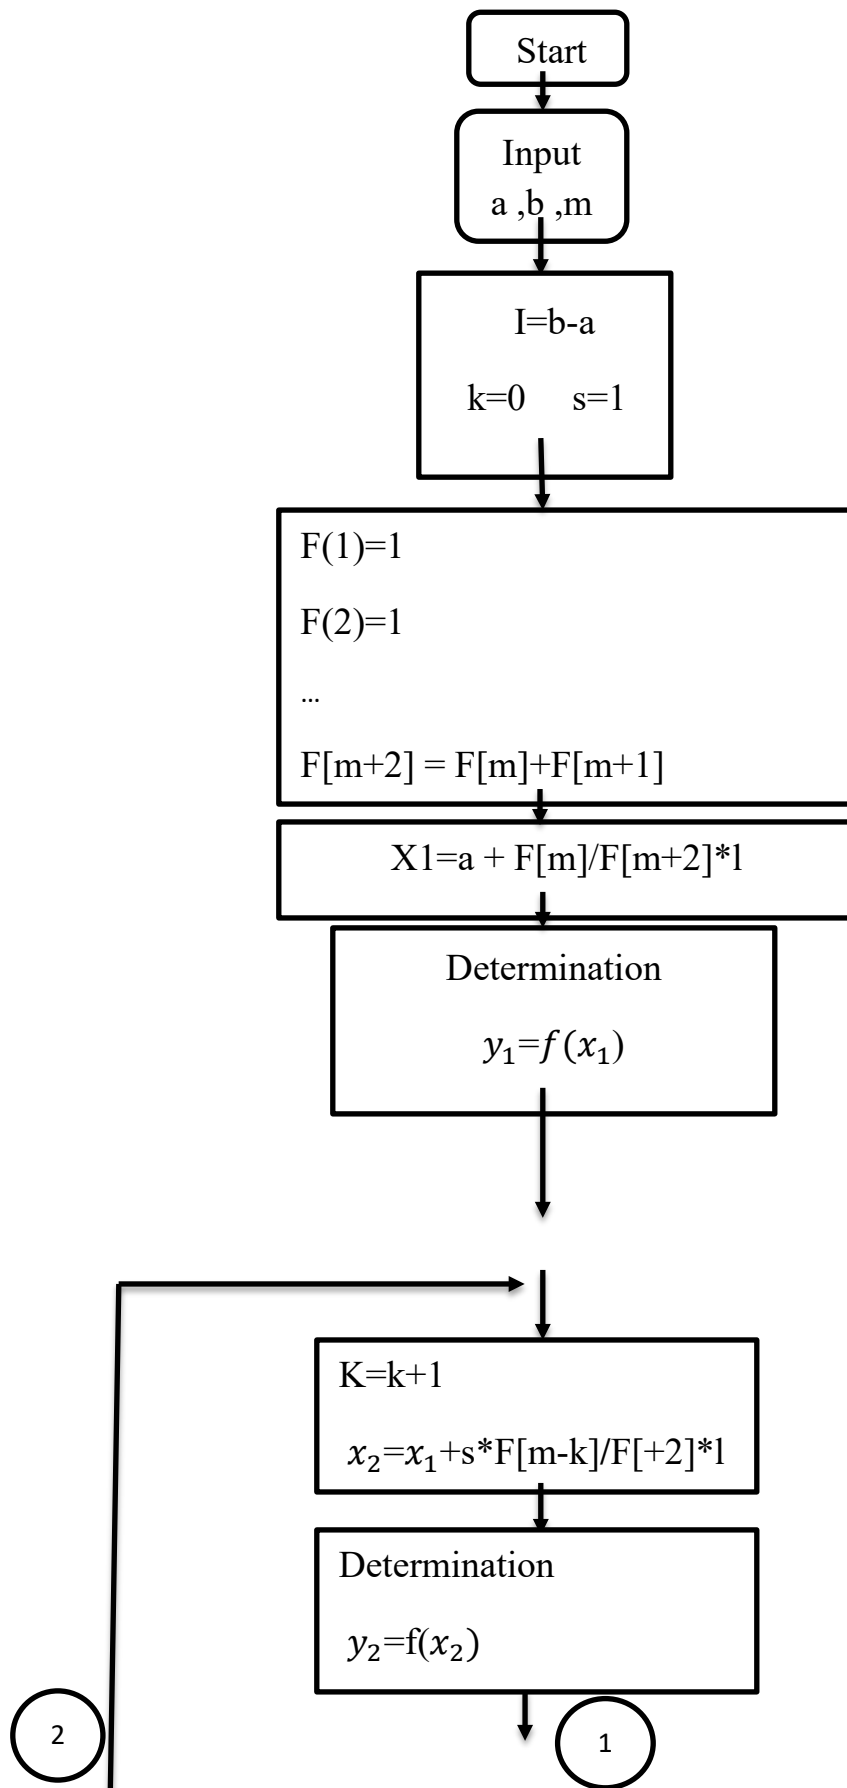 Start
Input
a ,b ,m
I=b-a
k=0 s=1
F(1)=1
F(2)=1
...
F[m+2] = F[m]+F[m+1]
X1=a + F[m]/F[m+2]*l
Determination
𝑦₁=𝑓(𝑥₁)
K=k+1
𝑥₂=𝑥₁+s*F[m-k]/F[+2]*l
Determination
𝑦₂=f(𝑥₂)
2
1